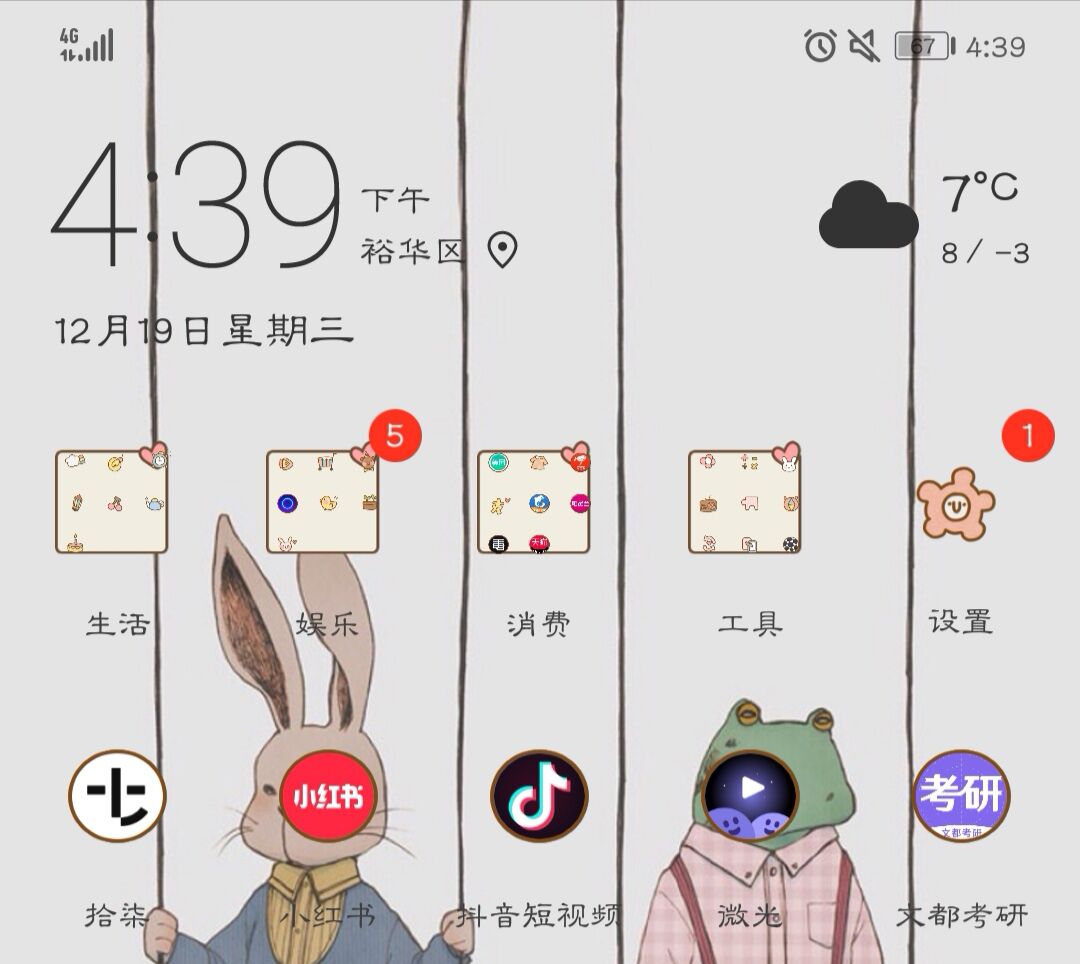 4G
67 4:39
4:39
下午
裕华区
7°C
8 / -3
12月19日星期三
5
1
生活
娱乐
消费
工具
设置
小红书
考研
文都考研
拾柒
小红书
抖音短视频
微光
文都考研